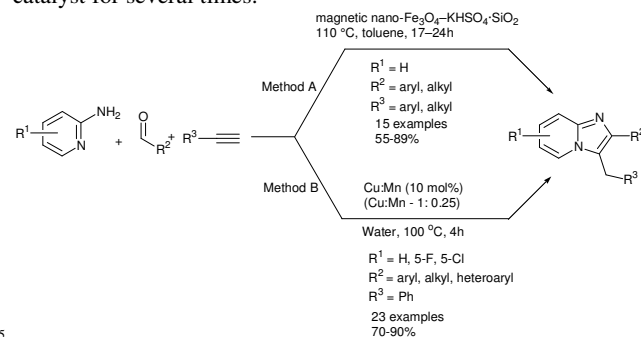 catalyst for several times.
magnetic nano-Fe₃O₄–KHSO₄·SiO₂
110 °C, toluene, 17–24h
R¹ = H
R² = aryl, alkyl
R³ = aryl, alkyl
15 examples
55-89%
Method A
R¹ NH₂ N + O R² + R³
R¹ N N R² R³
Method B
Cu:Mn (10 mol%)
(Cu:Mn - 1: 0.25)
Water, 100 °C, 4h
R¹ = H, 5-F, 5-Cl
R² = aryl, alkyl, heteroaryl
R³ = Ph
23 examples
70-90%
5